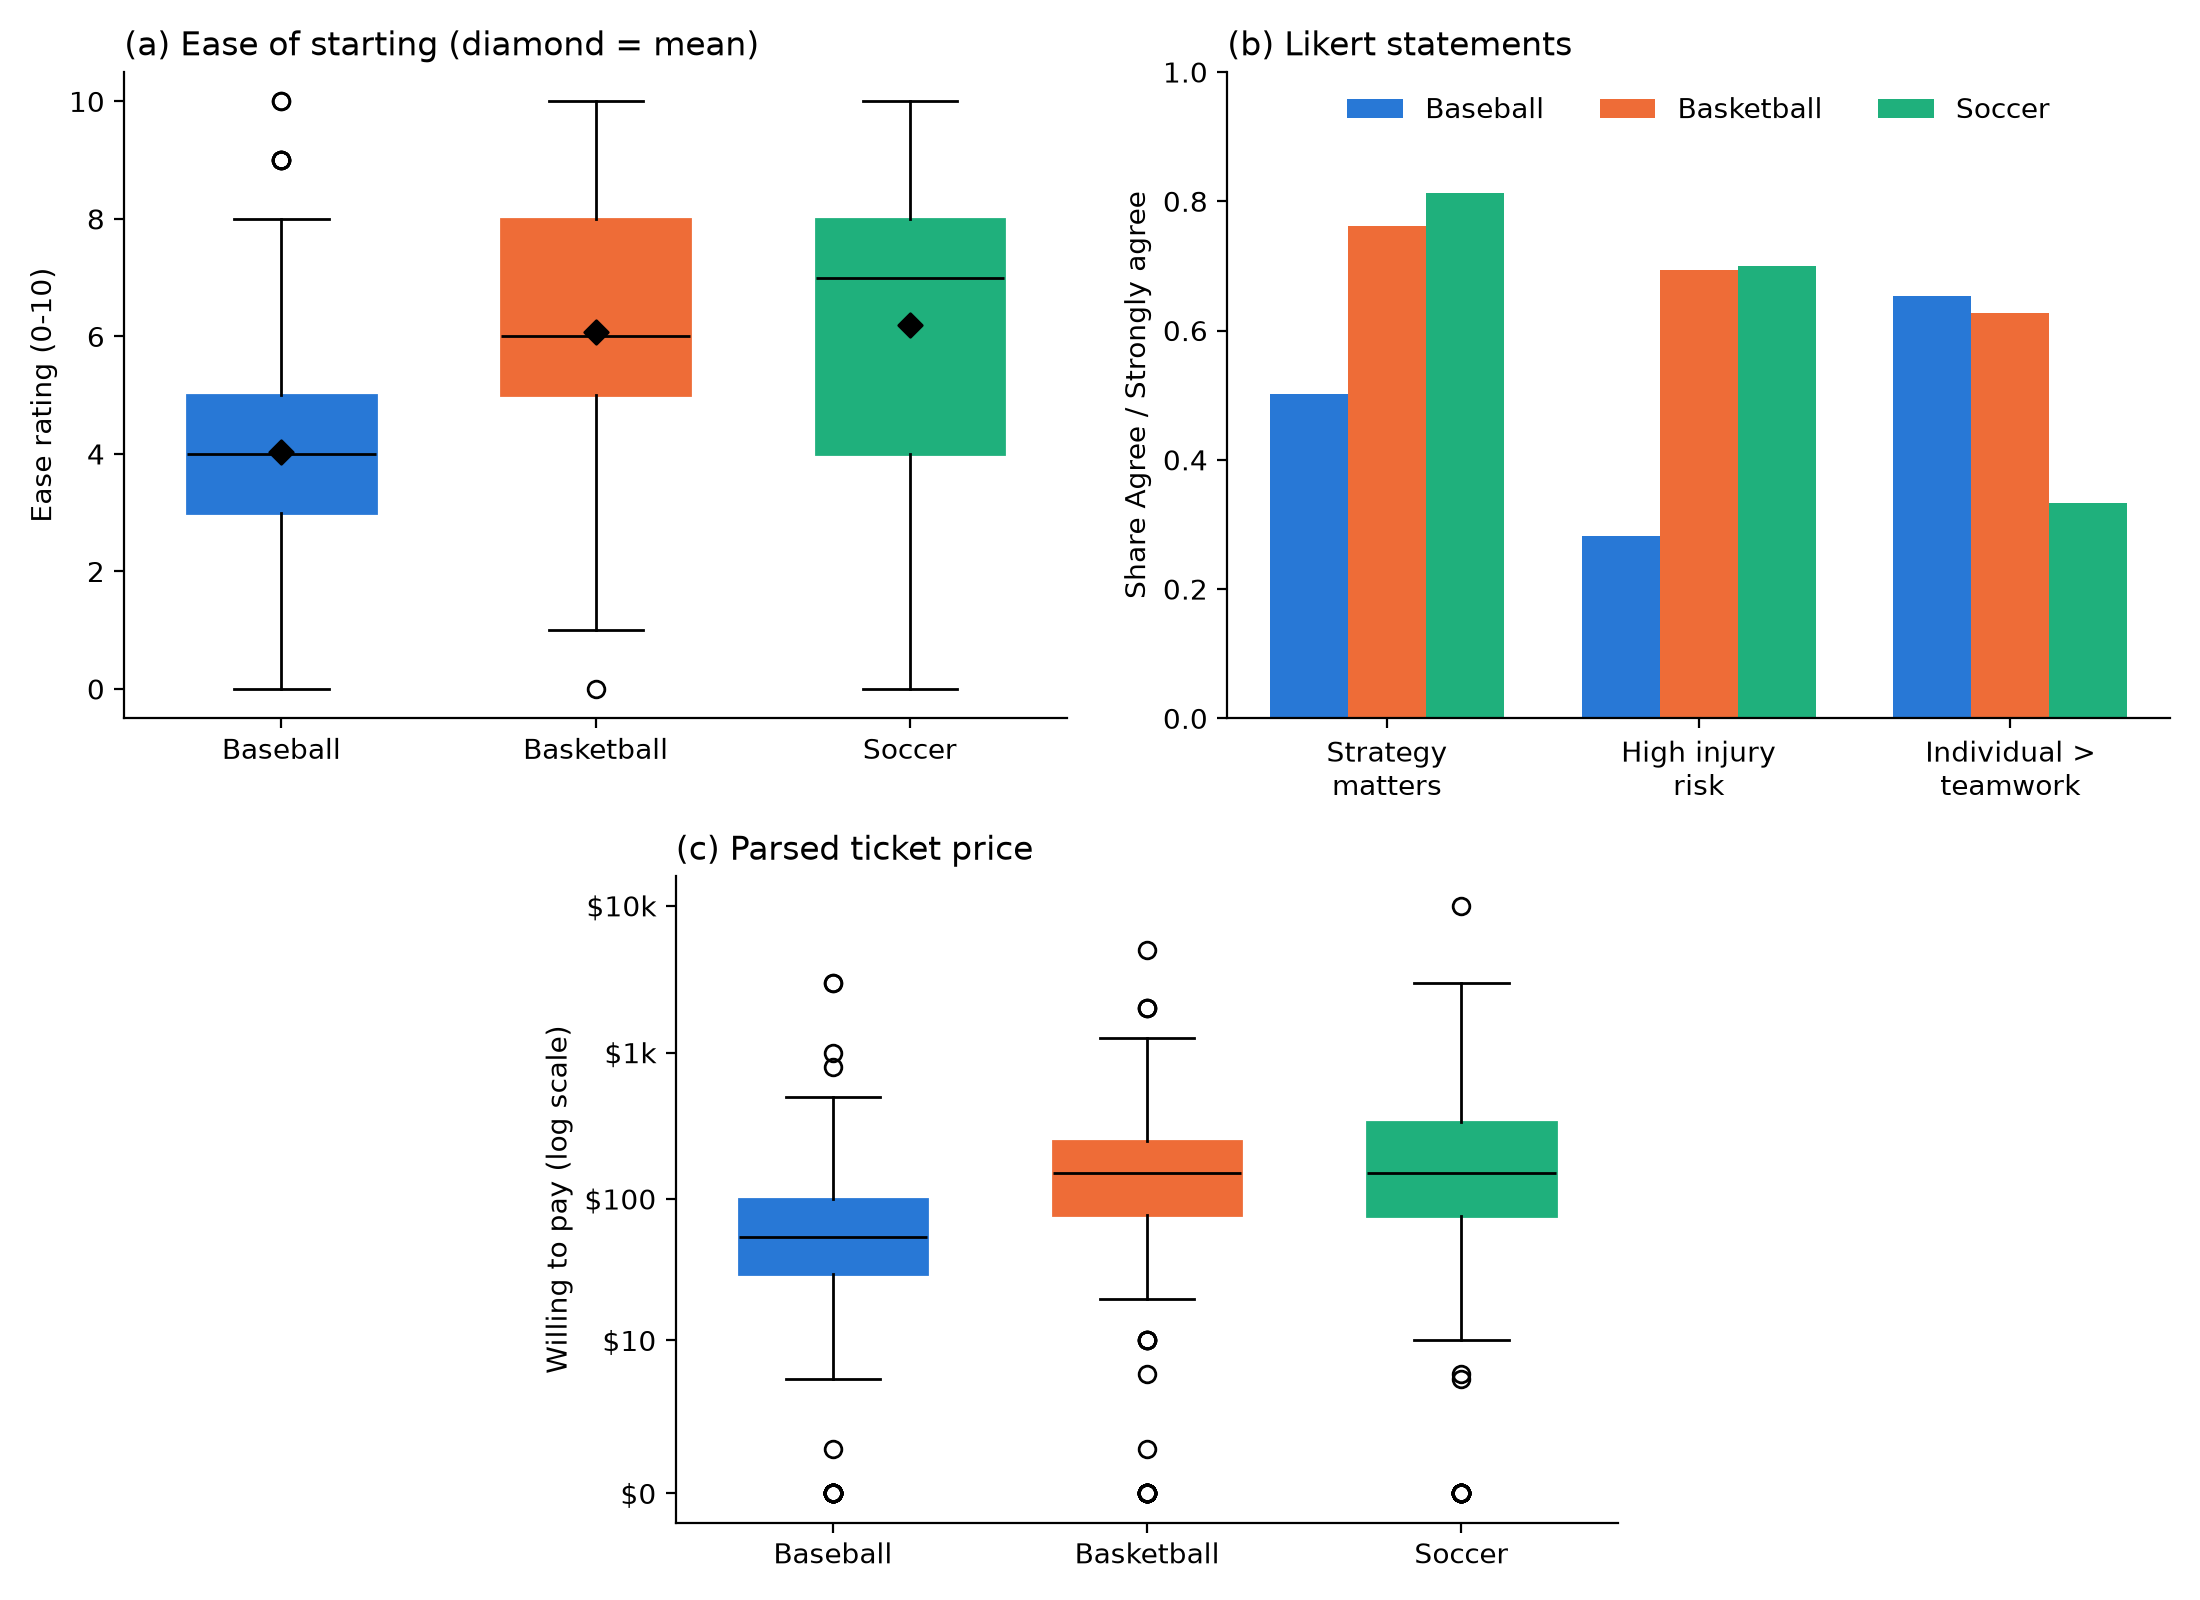 (a) Ease of starting (diamond = mean)
Ease rating (0-10)
10
8
6
4
2
0
Baseball
Basketball
Soccer
(b) Likert statements
Share Agree / Strongly agree
1.0
0.8
0.6
0.4
0.2
0.0
Baseball
Basketball
Soccer
Strategy
matters
High injury
risk
Individual >
teamwork
(c) Parsed ticket price
Willing to pay (log scale)
$10k
$1k
$100
$10
$0
Baseball
Basketball
Soccer